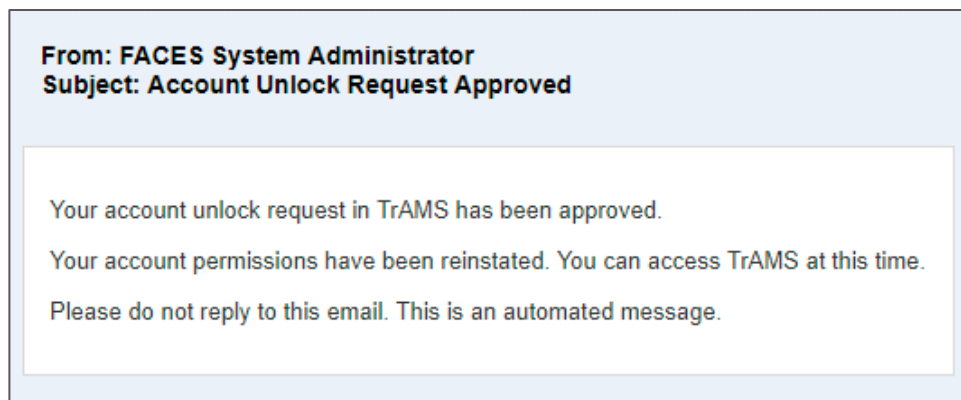 From: FACES System Administrator
Subject: Account Unlock Request Approved
Your account unlock request in TrAMS has been approved.
Your account permissions have been reinstated. You can access TrAMS at this time.
Please do not reply to this email. This is an automated message.